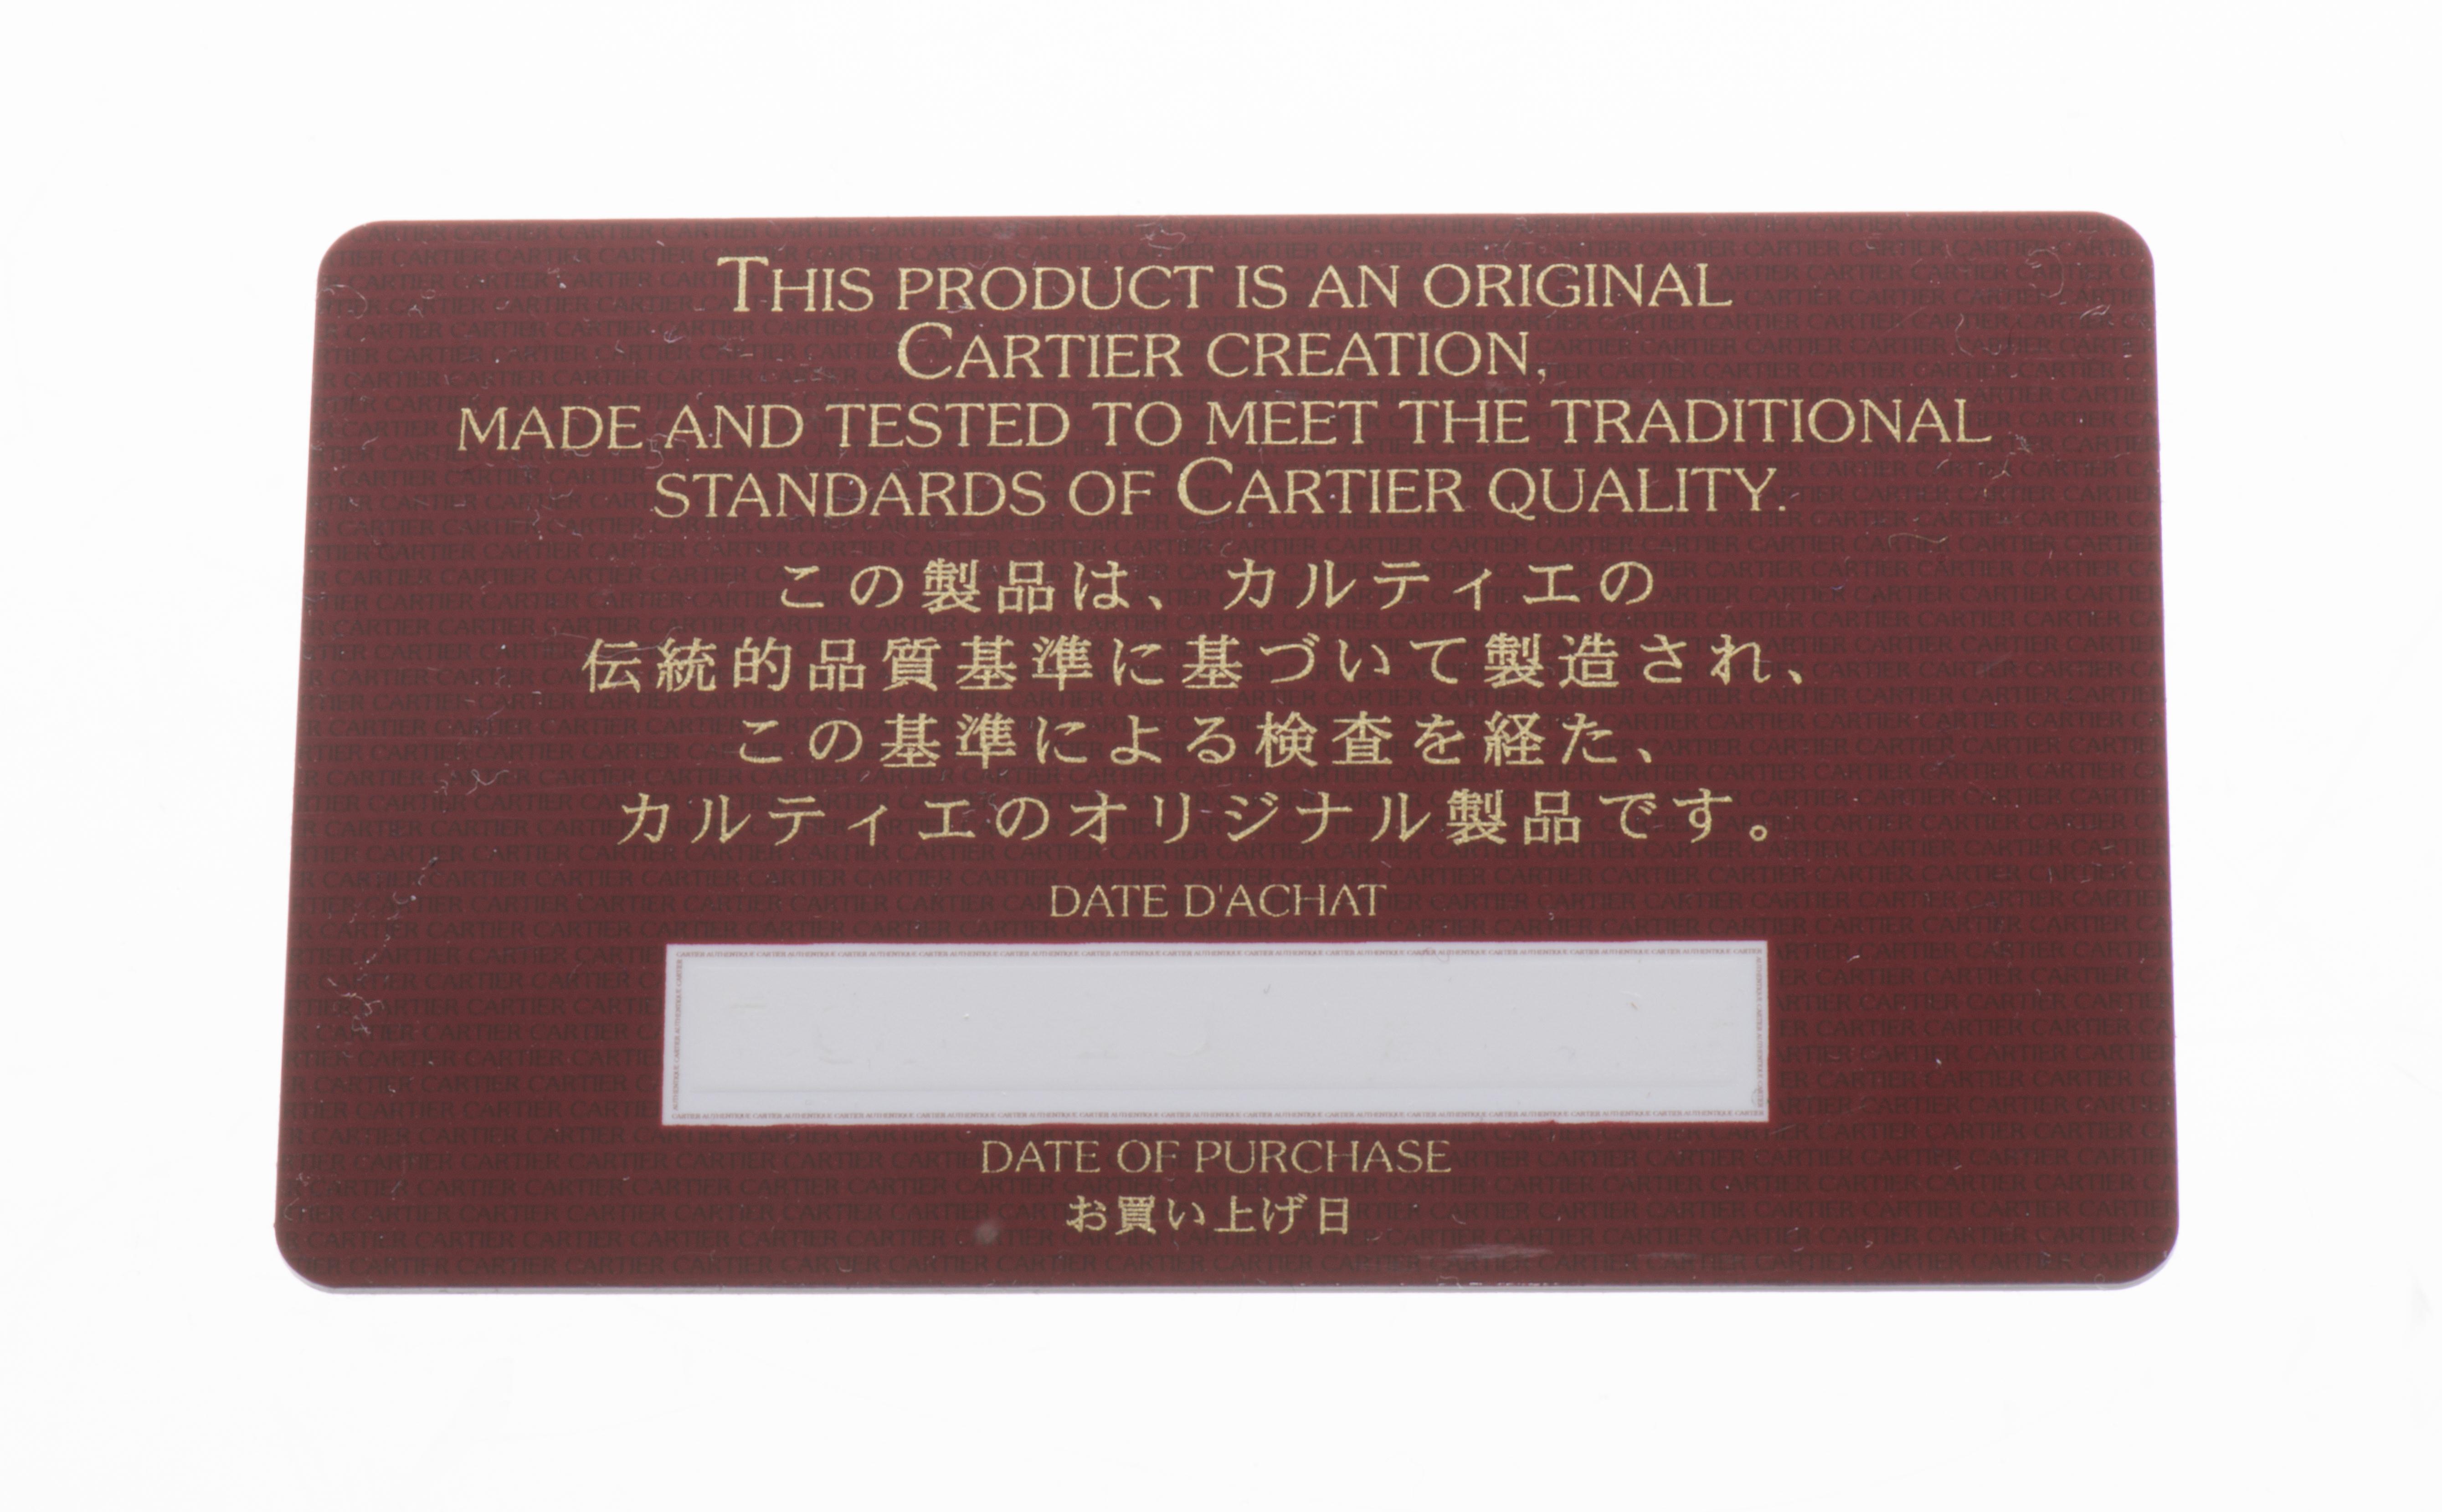 THIS PRODUCT IS AN ORIGINAL
CARTIER CREATION,
MADE AND TESTED TO MEET THE TRADITIONAL
STANDARDS OF CARTIER QUALITY.
この製品は、カルティエの
伝統的品質基準に基づいて製造され、
この基準による検査を経た、
カルティエのオリジナル製品です。
DATE D'ACHAT
DATE OF PURCHASE
お買い上げ日